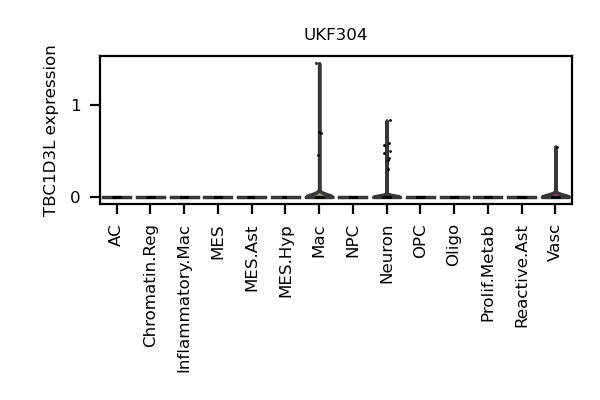 UKF304
TBC1D3L expression
1
0
AC
Chromatin.Reg
Inflammatory.Mac
MES
MES.Ast
MES.Hyp
Mac
NPC
Neuron
OPC
Oligo
Prolif.Metab
Reactive.Ast
Vasc